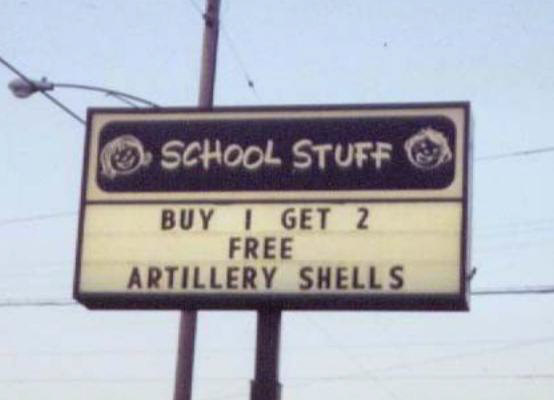 SCHOOL STUFF
BUY 1 GET 2
FREE
ARTILLERY SHELLS